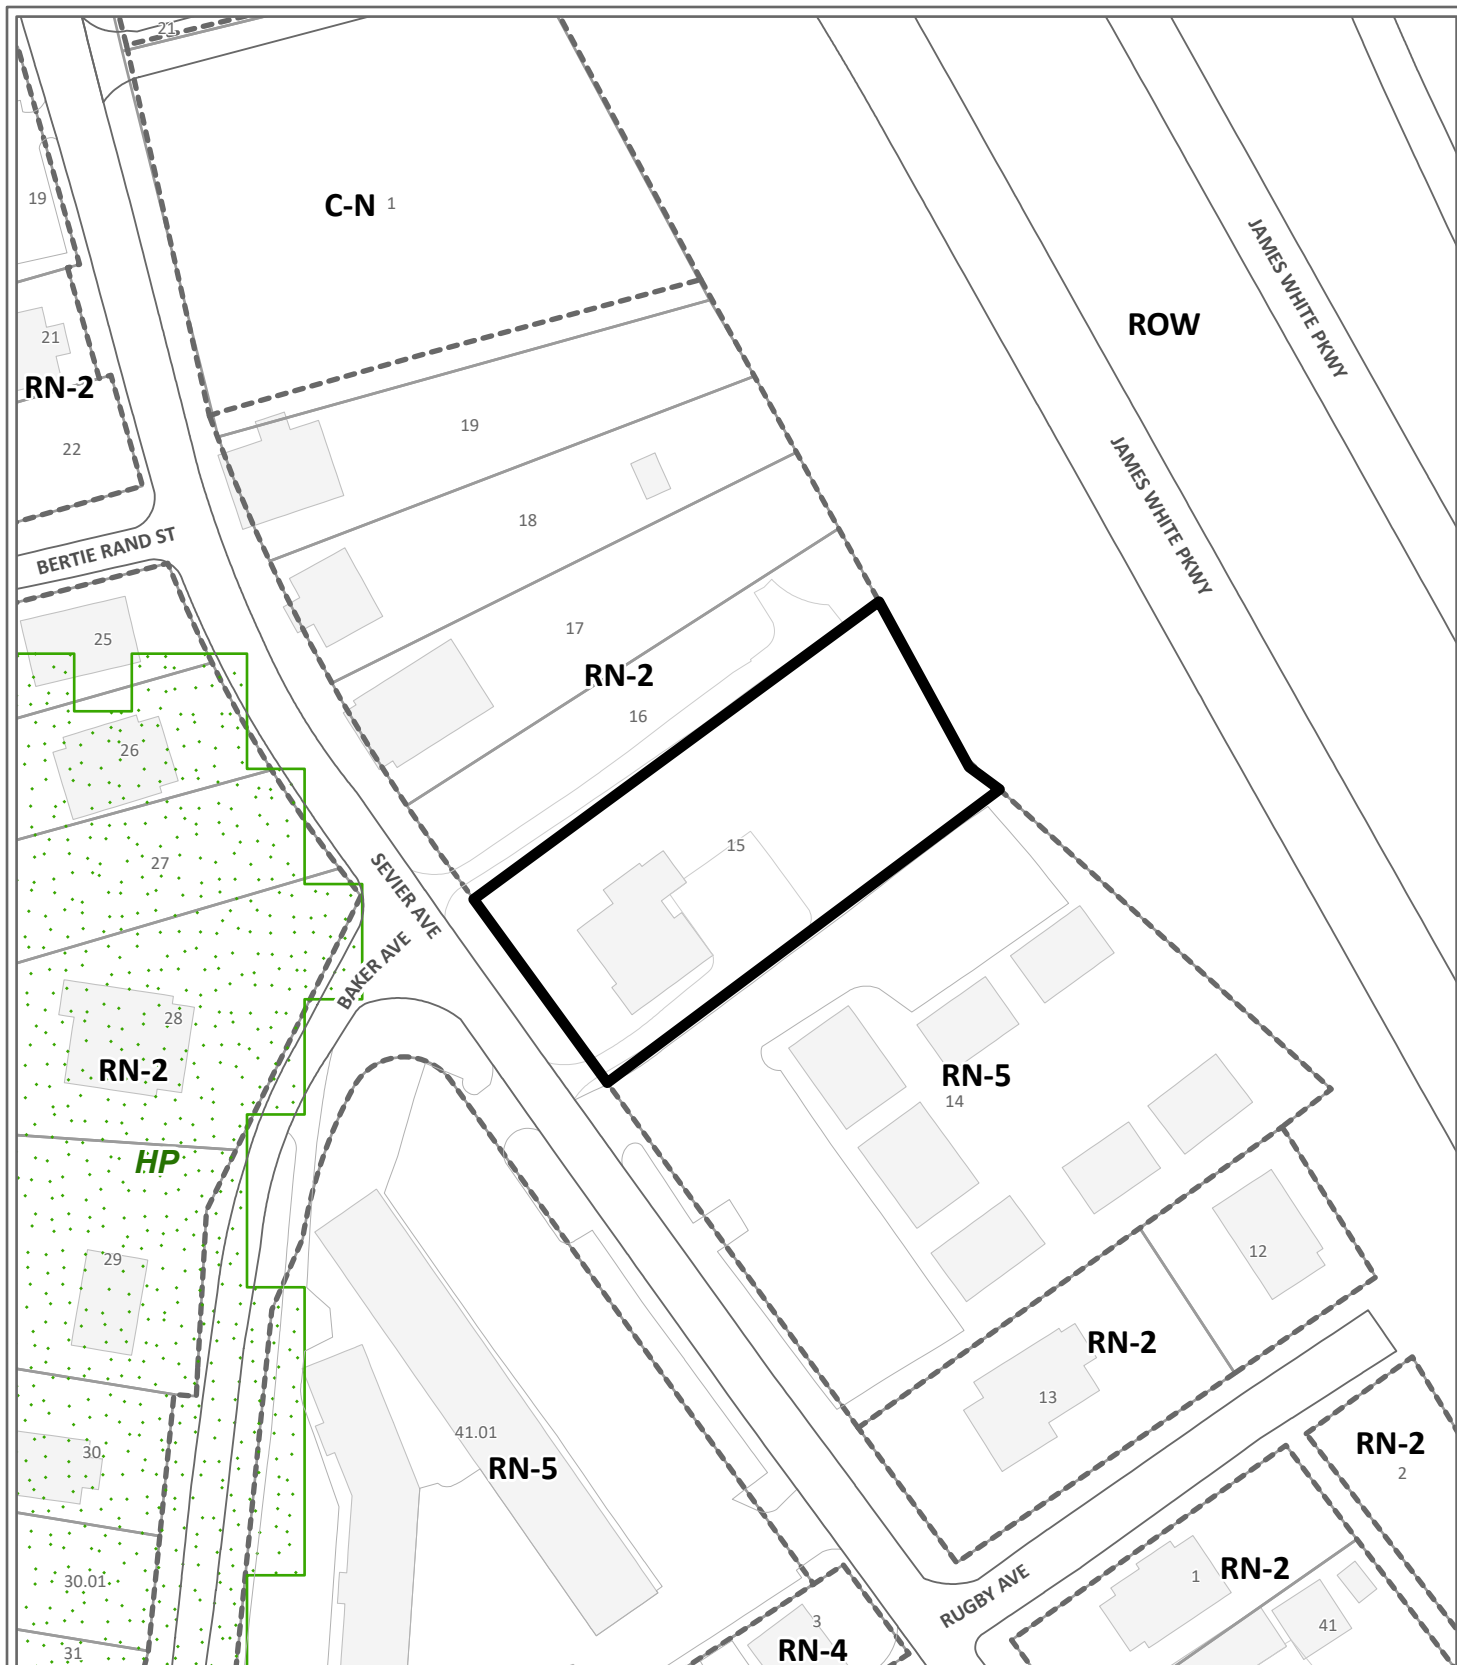 21
C-N 1
19
JAMES WHITE PKWY
ROW
21
RN-2
19
22
JAMES WHITE PKWY
18
BERTIE RAND ST
25
17
RN-2
16
26
15
27
SEVIER AVE
BAKER AVE
28
RN-2
RN-5
14
HP
29
12
RN-2
13
41.01
RN-5
30
RN-2
2
RN-2
1
30.01
RUGBY AVE
3
41
RN-4
31